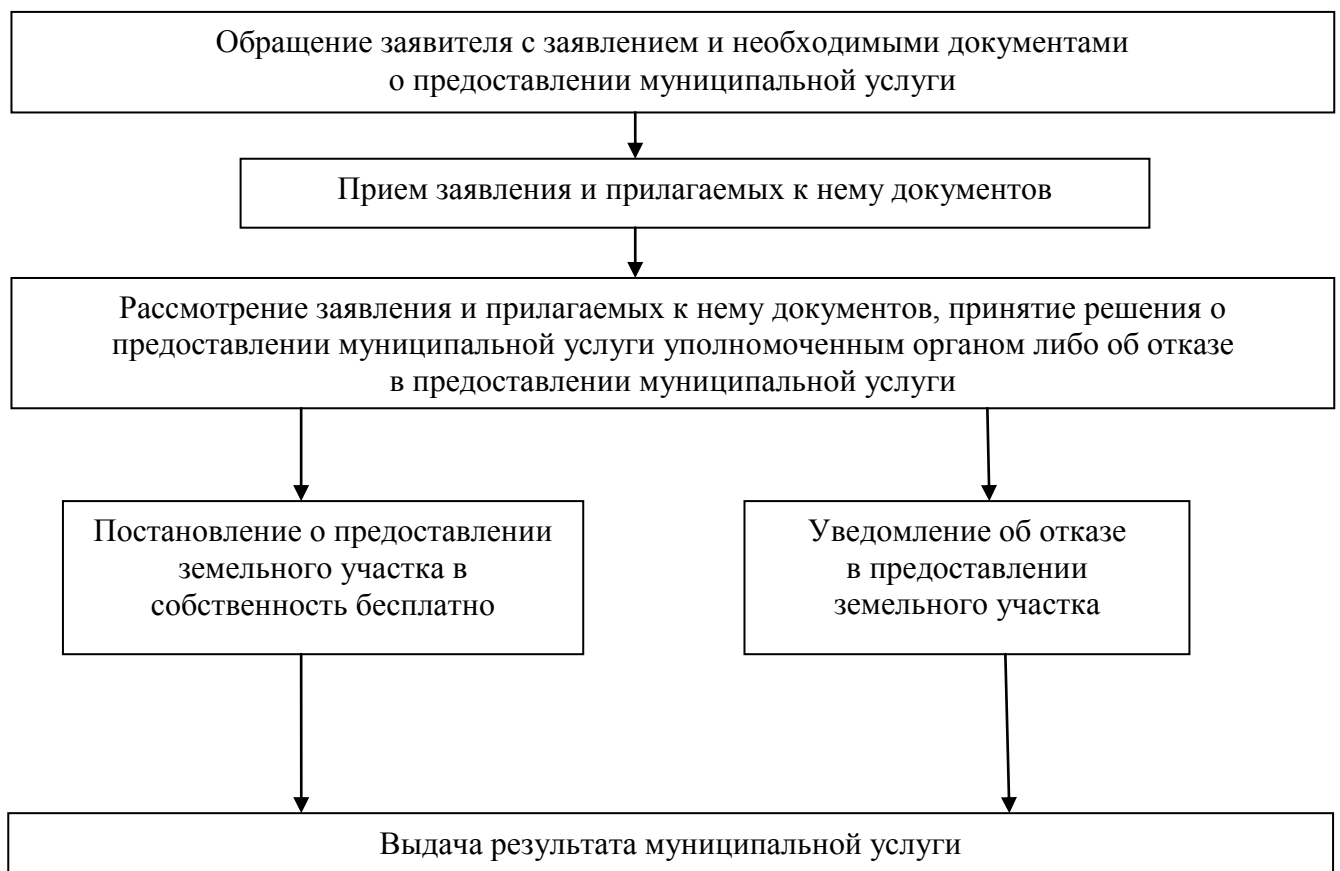 Обращение заявителя с заявлением и необходимыми документами
о предоставлении муниципальной услуги
Прием заявления и прилагаемых к нему документов
Рассмотрение заявления и прилагаемых к нему документов, принятие решения о
предоставлении муниципальной услуги уполномоченным органом либо об отказе
в предоставлении муниципальной услуги
Постановление о предоставлении
земельного участка в
собственность бесплатно
Уведомление об отказе
в предоставлении
земельного участка
Выдача результата муниципальной услуги